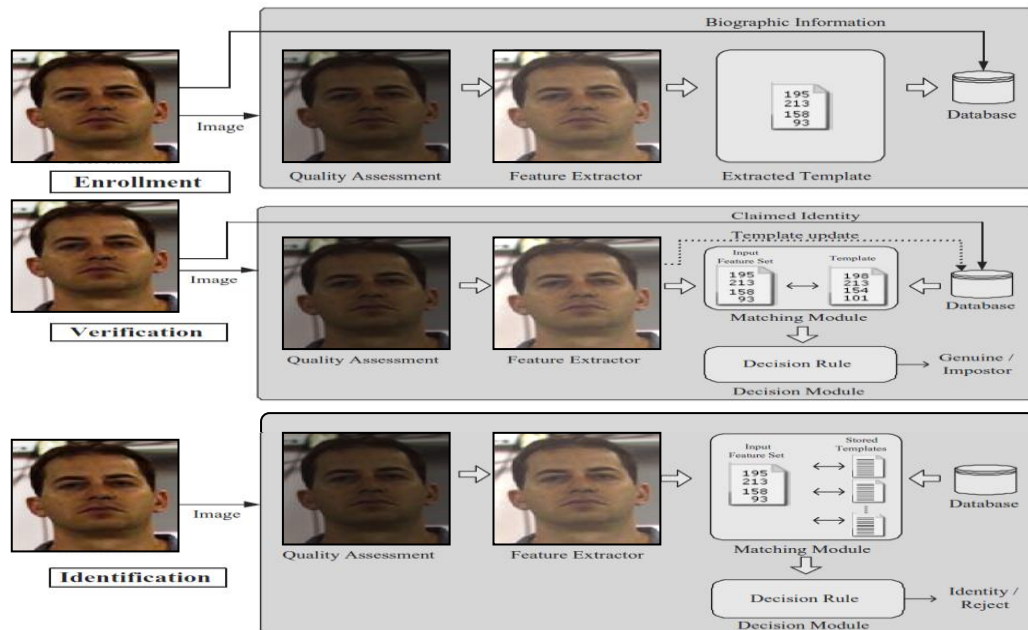 Biographic Information
195
213
158
93
Image
Database
Enrollment
Quality Assessment
Feature Extractor
Extracted Template
Claimed Identity
Template update
Input
Feature Set
Template
195
213
158
93
198
213
154
101
Image
Database
Matching Module
Verification
Quality Assessment
Feature Extractor
Decision Rule
Genuine /
Impostor
Decision Module
Input
Feature Set
Stored
Templates
195
213
158
93
Image
Database
Quality Assessment
Feature Extractor
Matching Module
Identification
Decision Rule
Identity /
Reject
Decision Module